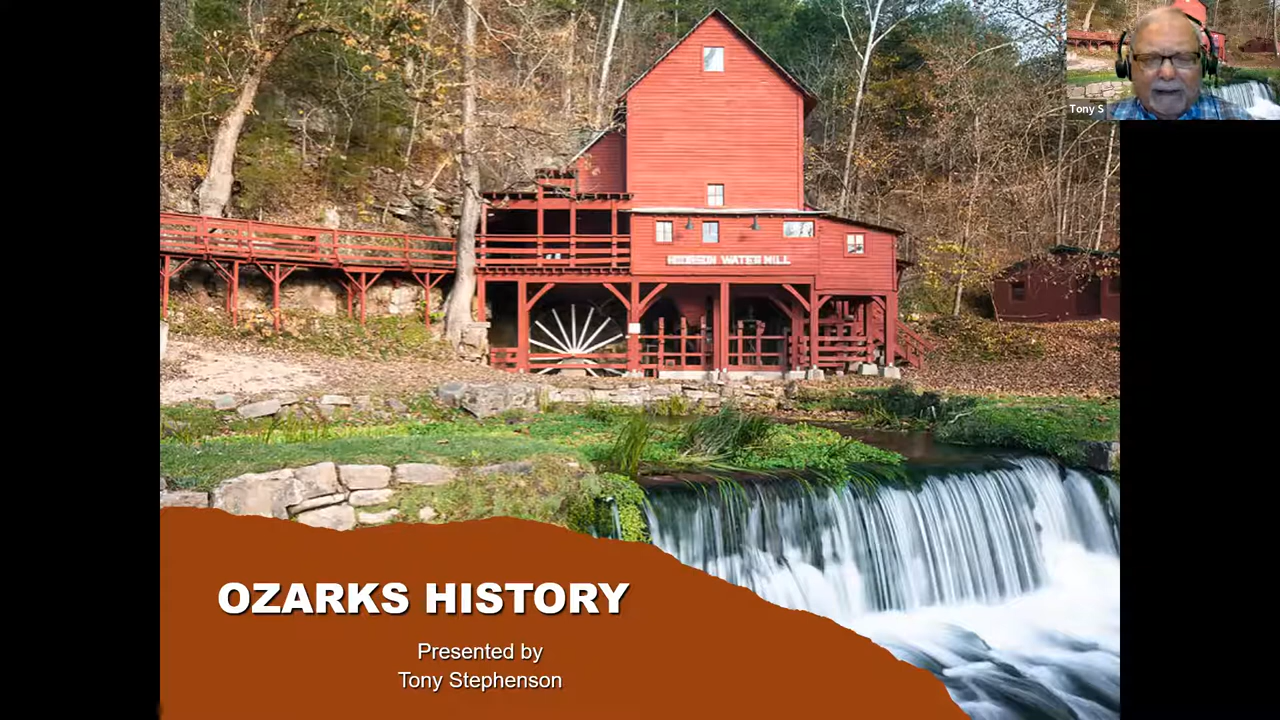 Tony S
HODGSON WATER MILL
OZARKS HISTORY
Presented by
Tony Stephenson